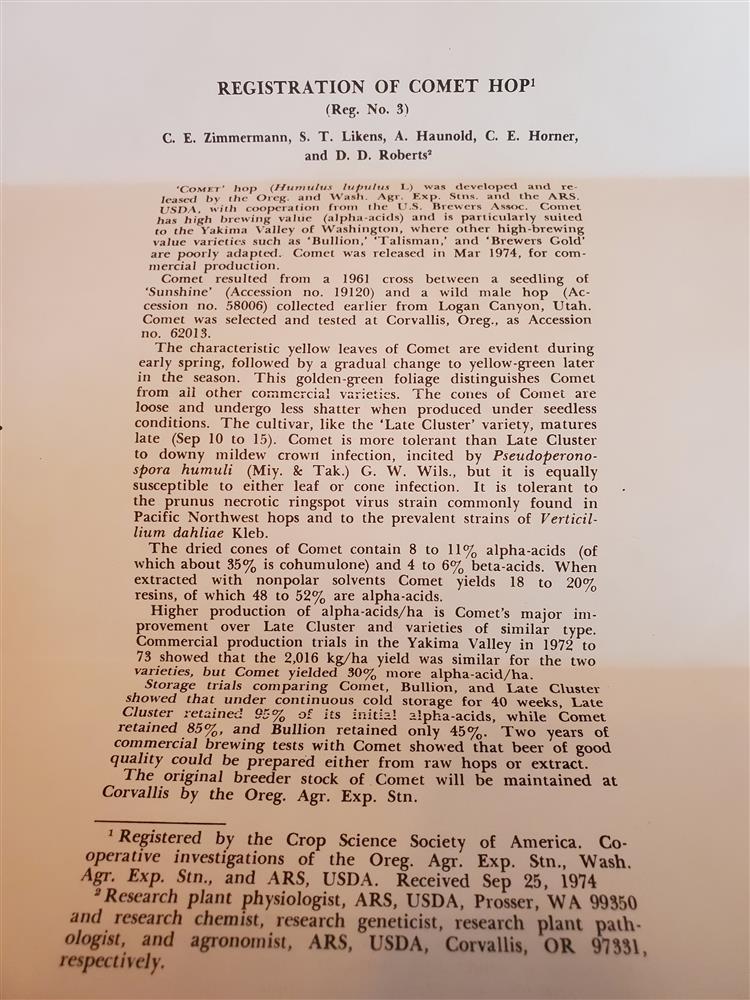 REGISTRATION OF COMET HOP¹
(Reg. No. 3)
C. E. Zimmermann, S. T. Likens, A. Haunold, C. E. Horner,
and D. D. Roberts²
'COMET' hop (Humulus lupulus L) was developed and re-
leased by the Oreg. and Wash. Agr. Exp. Stns. and the ARS,
USDA, with cooperation from the U.S. Brewers Assoc. Comet
has high brewing value (alpha-acids) and is particularly suited
to the Yakima Valley of Washington, where other high-brewing
value varieties such as 'Bullion,' 'Talisman,' and 'Brewers Gold'
are poorly adapted. Comet was released in Mar 1974, for com-
mercial production.
Comet resulted from a 1961 cross between a seedling of
'Sunshine' (Accession no. 19120) and a wild male hop (Ac-
cession no. 58006) collected earlier from Logan Canyon, Utah.
Comet was selected and tested at Corvallis, Oreg., as Accession
no. 62013.
The characteristic yellow leaves of Comet are evident during
early spring, followed by a gradual change to yellow-green later
in the season. This golden-green foliage distinguishes Comet
from all other commercial varieties. The cones of Comet are
loose and undergo less shatter when produced under seedless
conditions. The cultivar, like the 'Late Cluster' variety, matures
late (Sep 10 to 15). Comet is more tolerant than Late Cluster
to downy mildew crown infection, incited by Pseudoperono-
spora humuli (Miy. & Tak.) G. W. Wils., but it is equally
susceptible to either leaf or cone infection. It is tolerant to
the prunus necrotic ringspot virus strain commonly found in
Pacific Northwest hops and to the prevalent strains of Verticil-
lium dahliae Kleb.
The dried cones of Comet contain 8 to 11% alpha-acids (of
which about 35% is cohumulone) and 4 to 6% beta-acids. When
extracted with nonpolar solvents Comet yields 18 to 20%
resins, of which 48 to 52% are alpha-acids.
Higher production of alpha-acids/ha is Comet's major im-
provement over Late Cluster and varieties of similar type.
Commercial production trials in the Yakima Valley in 1972 to
73 showed that the 2,016 kg/ha yield was similar for the two
varieties, but Comet yielded 30% more alpha-acid/ha.
Storage trials comparing Comet, Bullion, and Late Cluster
showed that under continuous cold storage for 40 weeks, Late
Cluster retained 95% of its initial alpha-acids, while Comet
retained 85%, and Bullion retained only 45%. Two years of
commercial brewing tests with Comet showed that beer of good
quality could be prepared either from raw hops or extract.
The original breeder stock of Comet will be maintained at
Corvallis by the Oreg. Agr. Exp. Stn.
¹ Registered by the Crop Science Society of America. Co-
operative investigations of the Oreg. Agr. Exp. Stn., Wash.
Agr. Exp. Stn., and ARS, USDA. Received Sep 25, 1974
² Research plant physiologist, ARS, USDA, Prosser, WA 99350
and research chemist, research geneticist, research plant path-
ologist, and agronomist, ARS, USDA, Corvallis, OR 97331,
respectively.